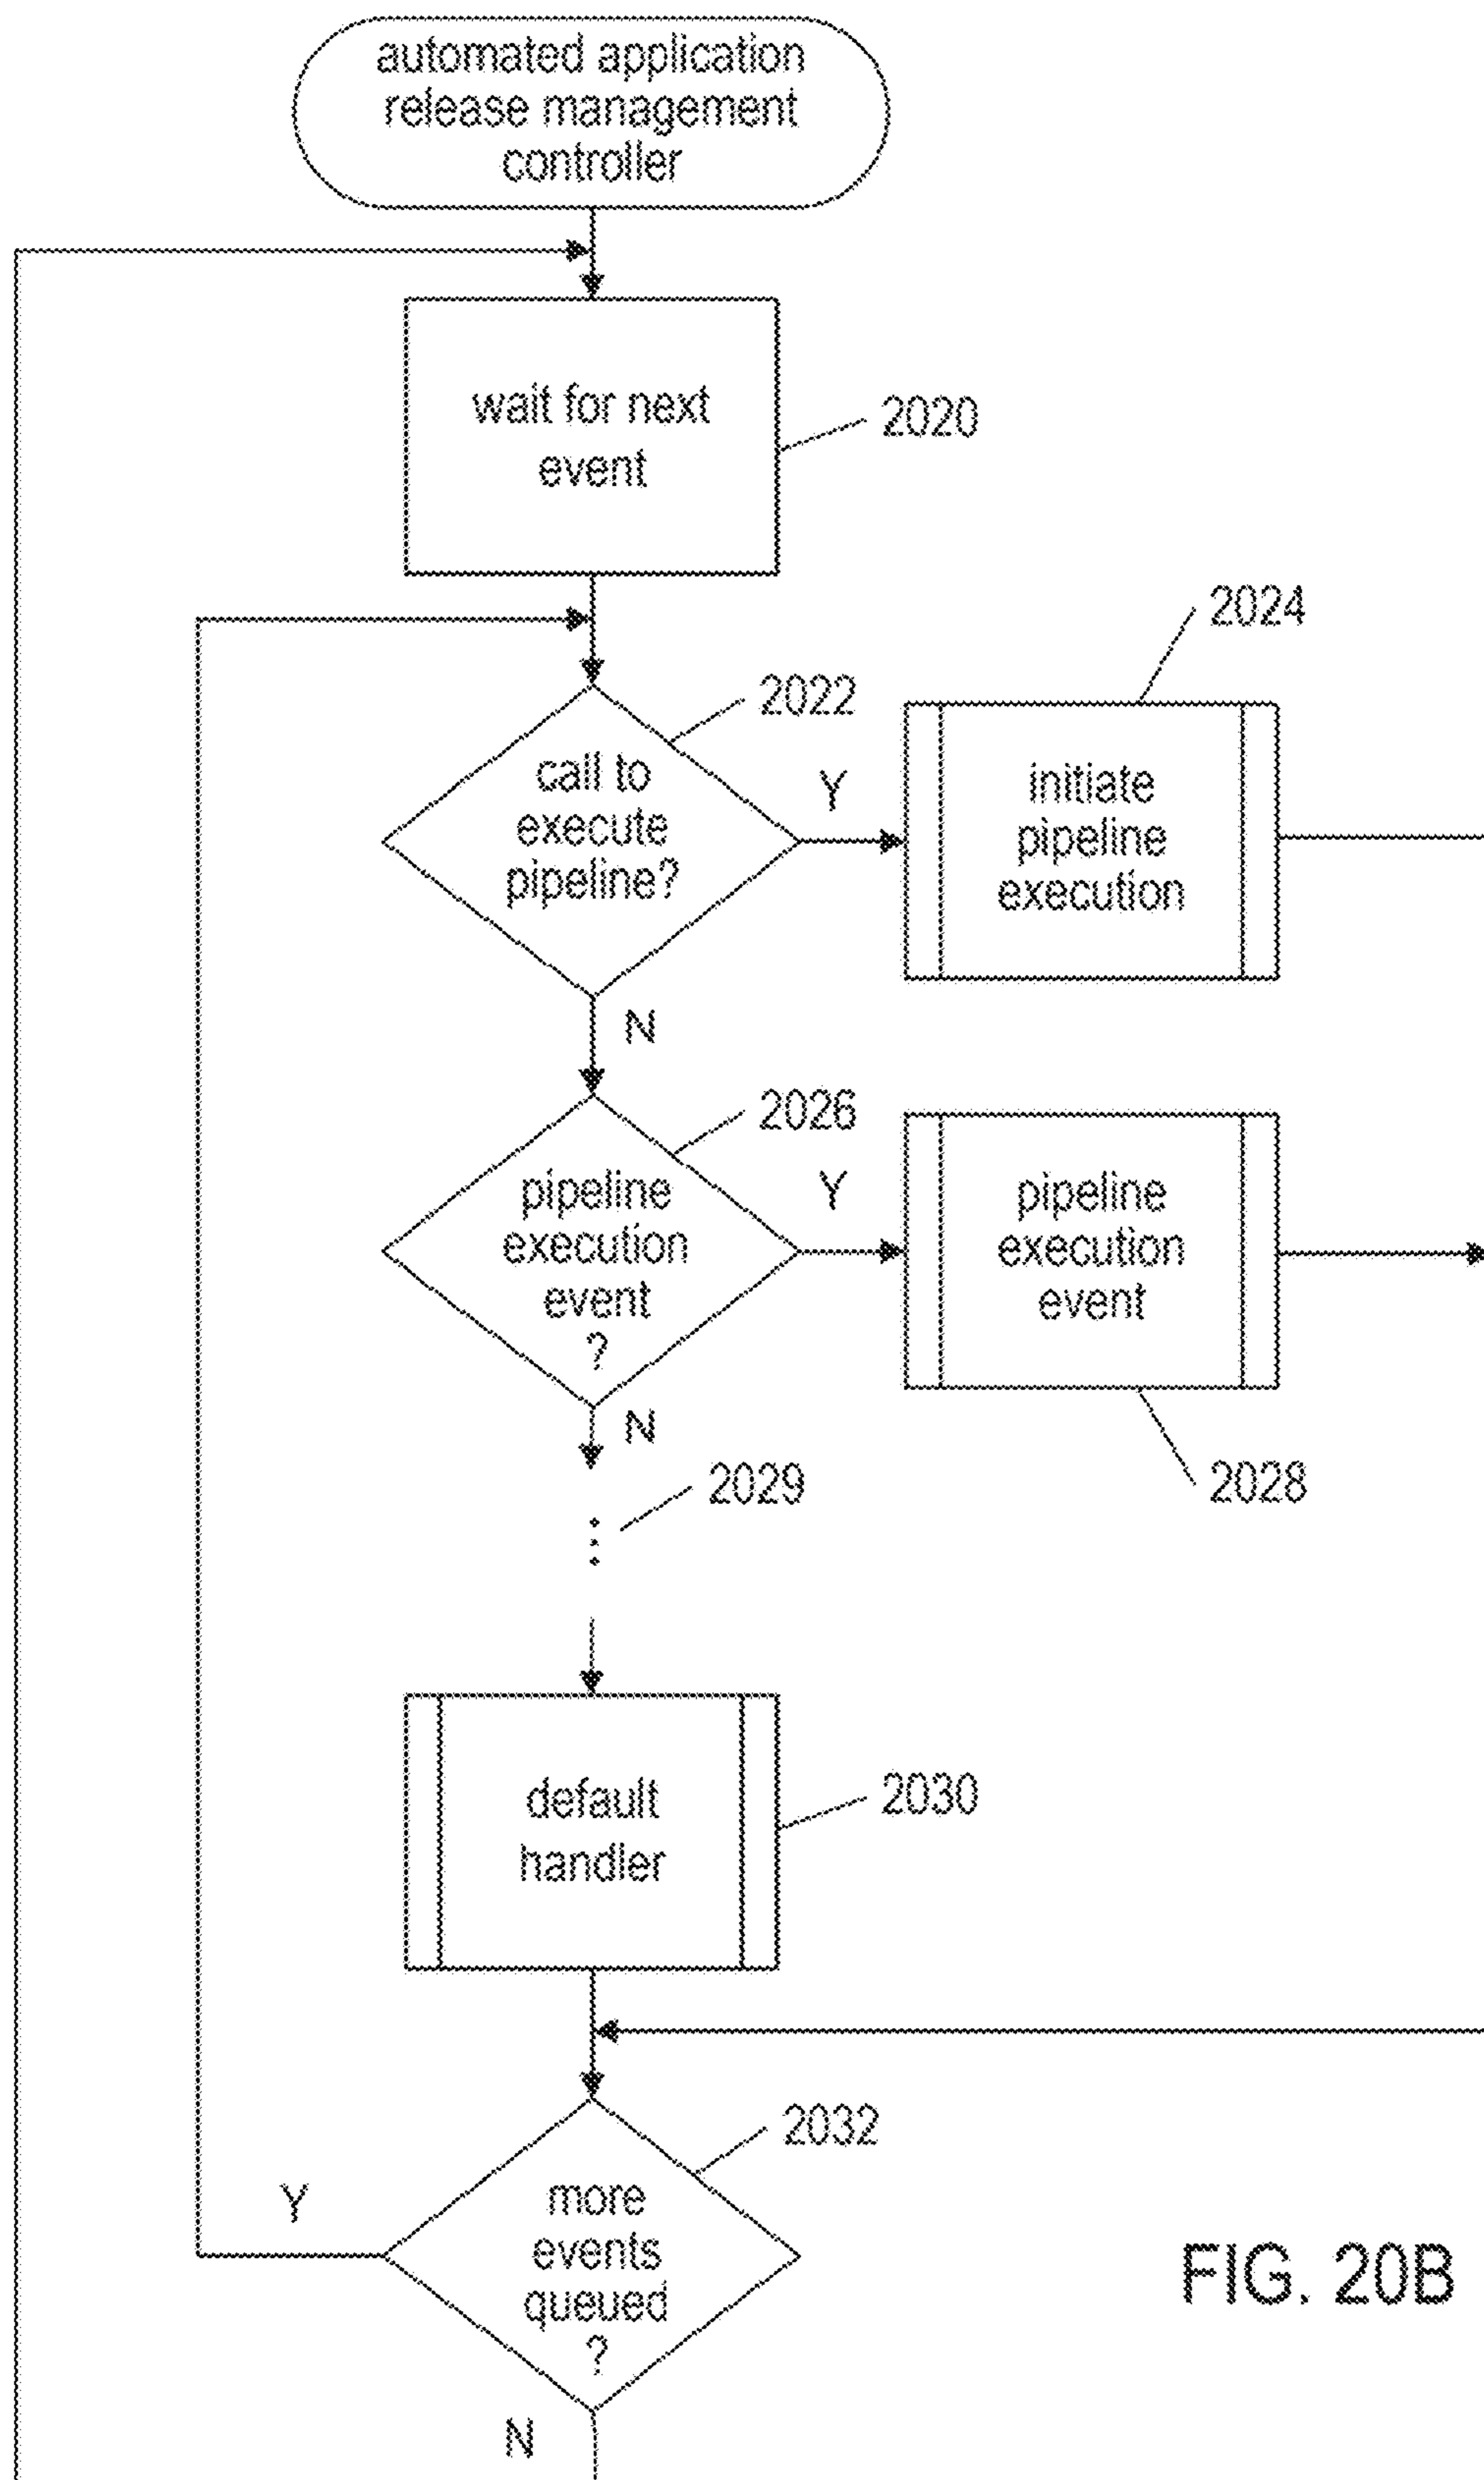 automated application
release management
controller
wait for next
event
2020
2024
2022
call to
execute
pipeline?
Y
initiate
pipeline
execution
N
2026
pipeline
execution
event
?
Y
pipeline
execution
event
N
2029
2028
default
handler
2030
2032
more
events
queued
?
Y
N
FIG. 20B